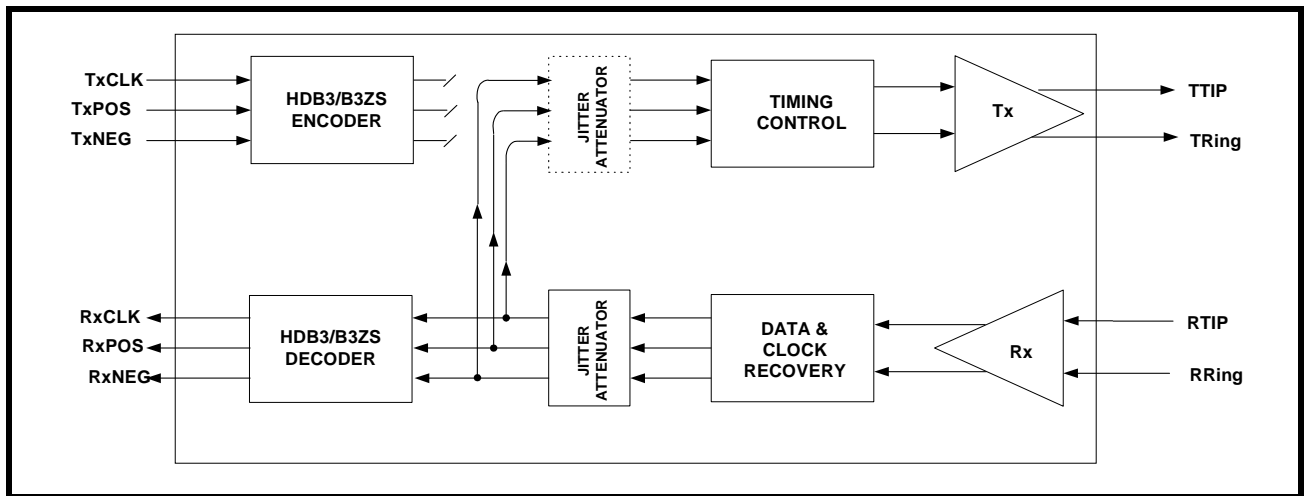 TxCLK
TxPOS
TxNEG
HDB3/B3ZS
ENCODER
JITTER
ATTENUATOR
TIMING
CONTROL
Tx
TTIP
TRing
RxCLK
RxPOS
RxNEG
HDB3/B3ZS
DECODER
JITTER
ATTENUATOR
DATA &
CLOCK
RECOVERY
Rx
RTIP
RRing